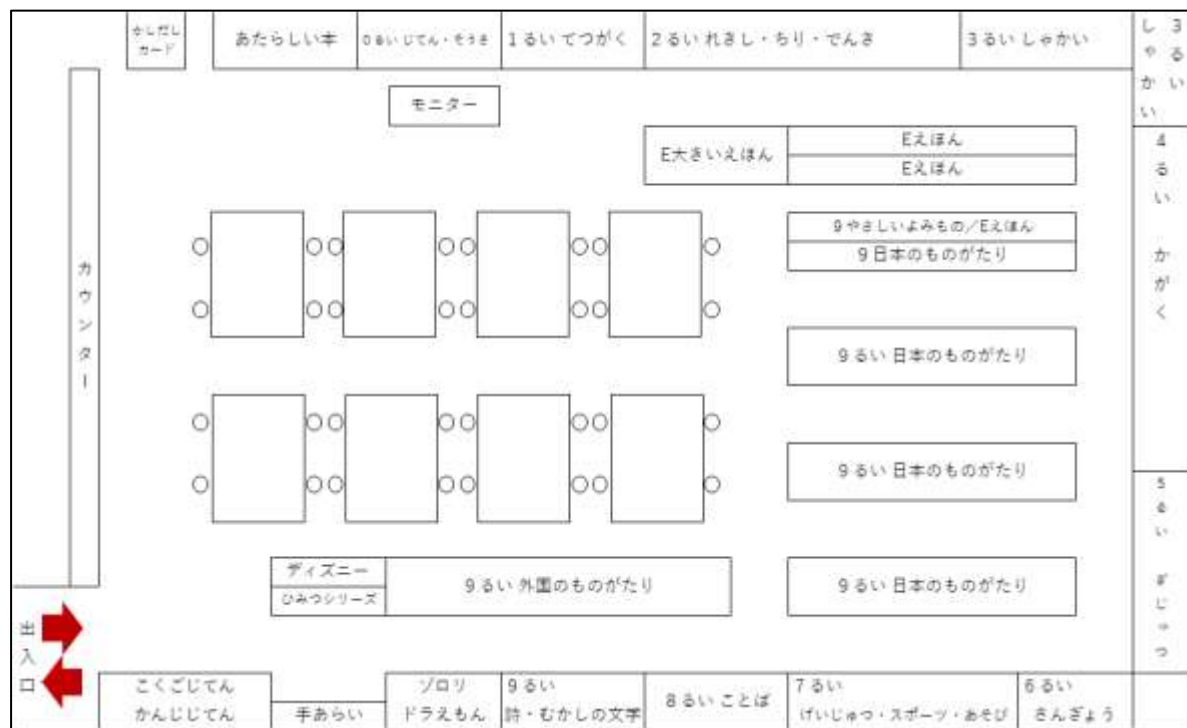 かしだし
カード
あたらしい本
０るい じてん・そうき
１るい てつがく
２るい れきし・ちり・でんき
３るい しゃかい
３るい
しゃかい
モニター
E大きいえほん
Eえほん
Eえほん
４るい かがく
９やさしいよみもの／Eえほん
９日本のものがたり
カウンター
９るい 日本のものがたり
９るい 日本のものがたり
５るい ぎじゅつ
ディズニー
ひみつシリーズ
９るい 外国のものがたり
９るい 日本のものがたり
出入口
こくごじてん
かんじじてん
手あらい
ゾロリ
ドラえもん
９るい
詩・むかしの文学
８るい ことば
７るい
げいじゅつ・スポーツ・あそび
６るい
さんぎょう